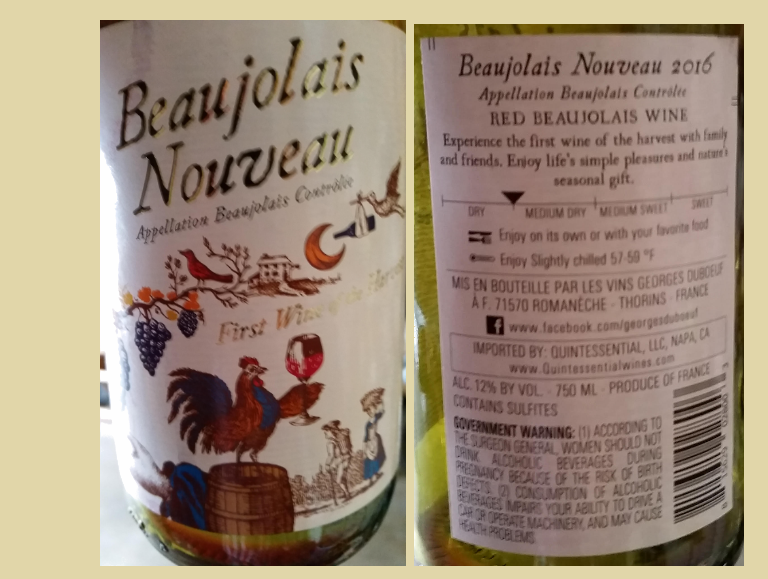 Beaujolais
Nouveau
Appellation Beaujolais Contrôlée
First Wine of the Harvest
Beaujolais Nouveau 2016
Appellation Beaujolais Contrôlée
RED BEAUJOLAIS WINE
Experience the first wine of the harvest with family
and friends. Enjoy life's simple pleasures and nature's
seasonal gift.
DRY MEDIUM DRY MEDIUM SWEET SWEET
Enjoy on its own or with your favorite food
Enjoy Slightly chilled 57-59 °F
MIS EN BOUTEILLE PAR LES VINS GEORGES DUBOEUF
À F. 71570 ROMANÈCHE - THORINS - FRANCE
www.facebook.com/georgesduboeuf
IMPORTED BY: QUINTESSENTIAL, LLC, NAPA, CA
www.Quintessentialwines.com
ALC. 12% BY VOL. - 750 ML - PRODUCE OF FRANCE
CONTAINS SULFITES
GOVERNMENT WARNING: (1) ACCORDING TO
THE SURGEON GENERAL, WOMEN SHOULD NOT
DRINK ALCOHOLIC BEVERAGES DURING
PREGNANCY BECAUSE OF THE RISK OF BIRTH
DEFECTS. (2) CONSUMPTION OF ALCOHOLIC
BEVERAGES IMPAIRS YOUR ABILITY TO DRIVE A
CAR OR OPERATE MACHINERY, AND MAY CAUSE
HEALTH PROBLEMS.